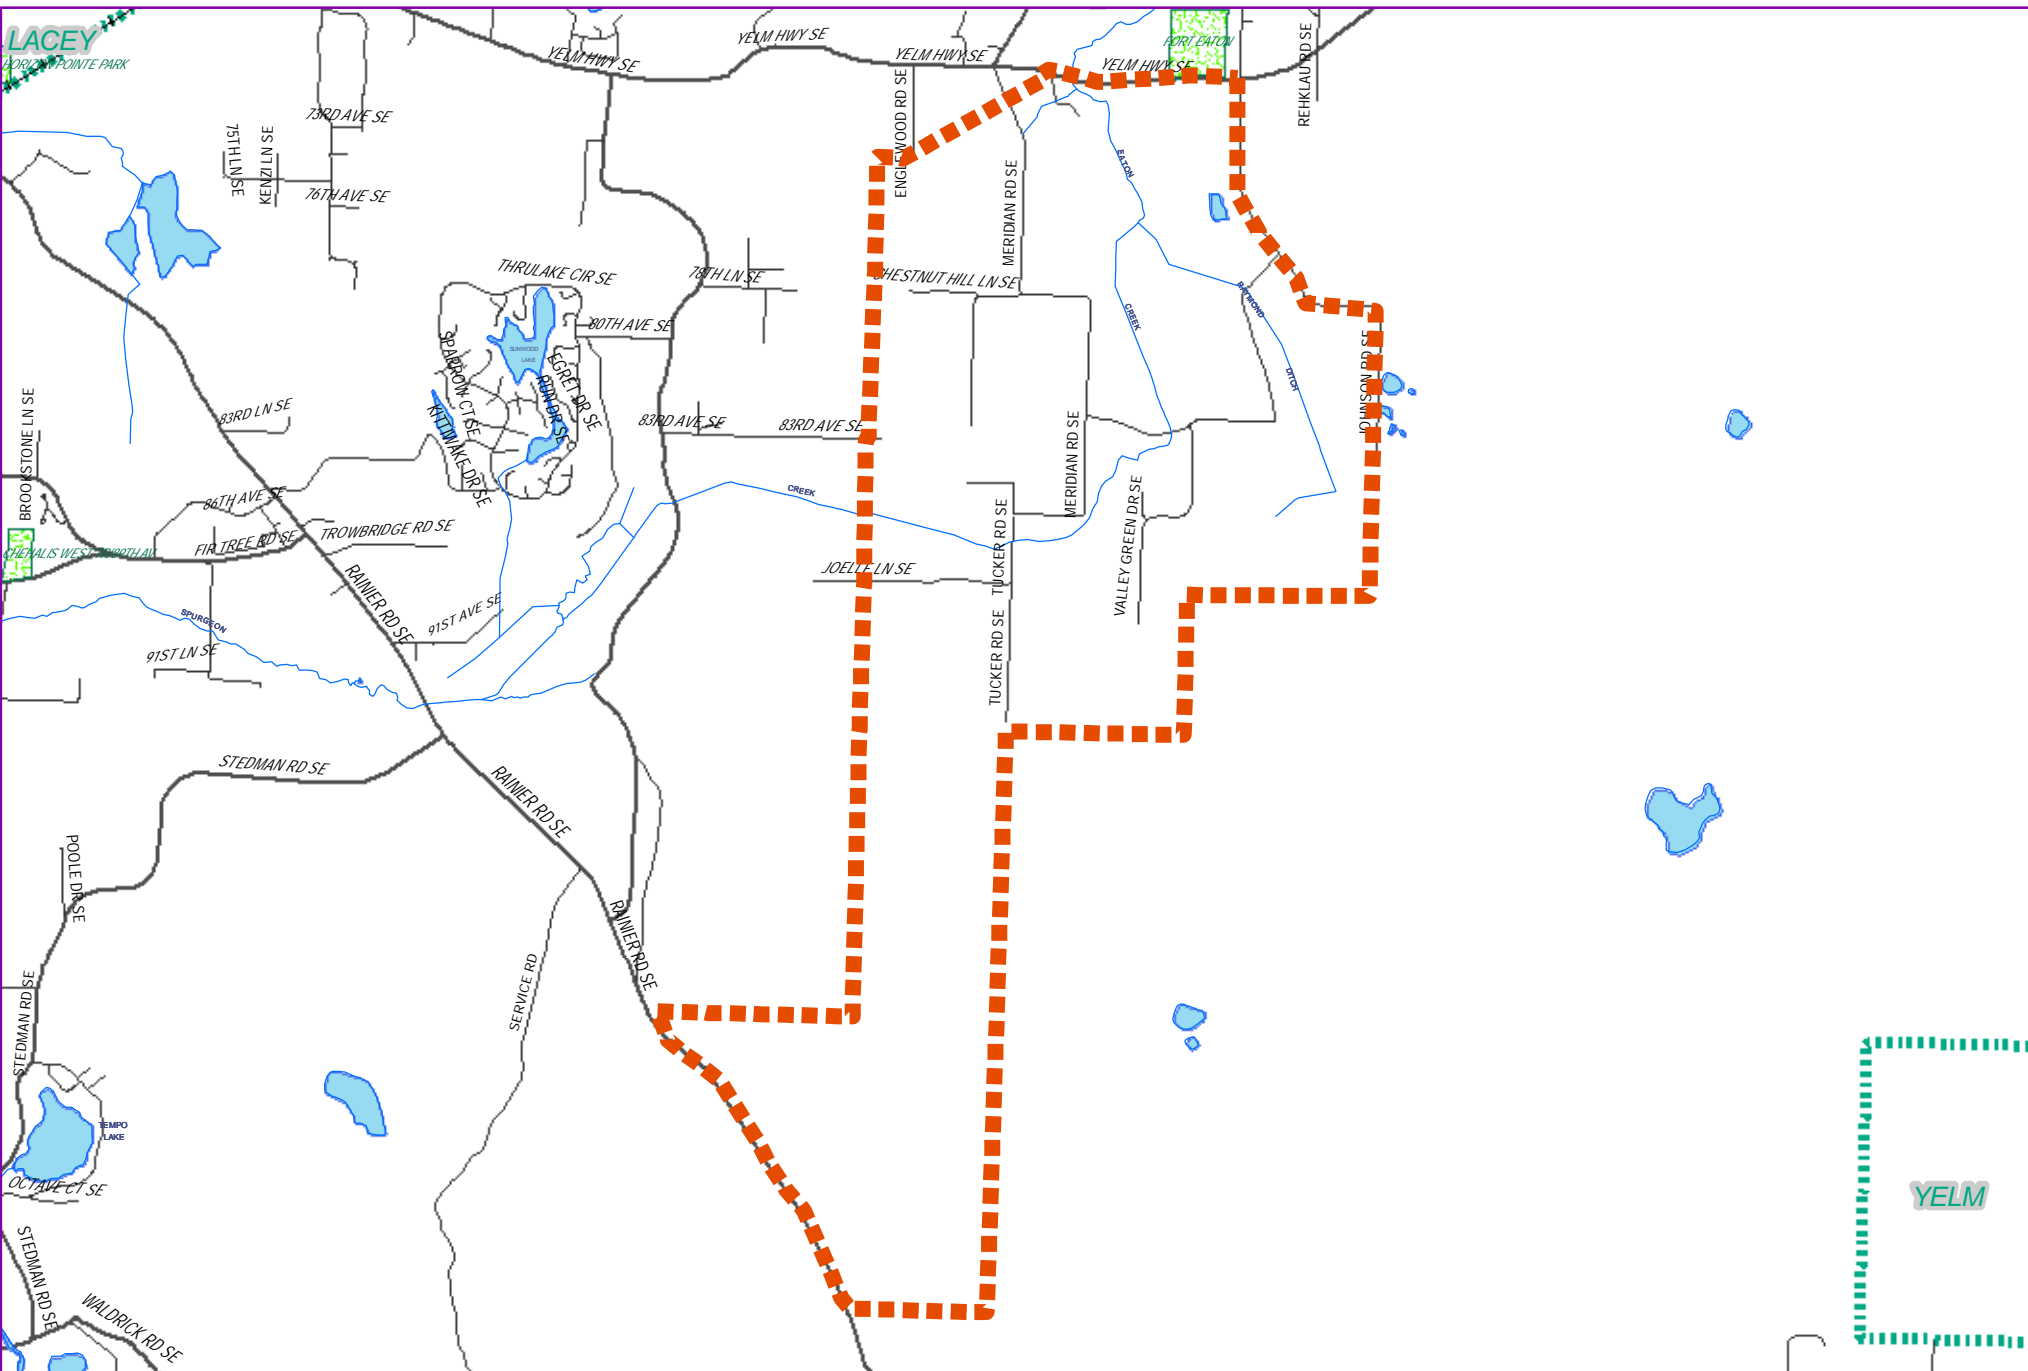 LACEY
HORIZON POINTE PARK
YELM HWY SE
YELM HWY SE
YELM HWY SE
YELM HWY SE
FORT EATON
REHKLAU RD SE
73RD AVE SE
75TH LN SE
KENZI LN SE
76TH AVE SE
ENGLEWOOD RD SE
MERIDIAN RD SE
EATON
CREEK
RAYMOND
DITCH
THRULAKE CIR SE
78TH LN SE
CHESTNUT HILL LN SE
80TH AVE SE
SUNWOOD
LAKE
SPARROW CT SE
EGRET DR SE
RUN DR SE
KITTIWAKE DR SE
JOHNSON RD SE
83RD LN SE
83RD AVE SE
83RD AVE SE
BROOKSTONE LN SE
86TH AVE SE
FIR TREE RD SE
TROWBRIDGE RD SE
CREEK
MERIDIAN RD SE
TUCKER RD SE
VALLEY GREEN DR SE
JOELLE LN SE
RAINIER RD SE
91ST AVE SE
SPURGEON
91ST LN SE
TUCKER RD SE
STEDMAN RD SE
RAINIER RD SE
POOLE DR SE
RAINIER RD SE
SERVICE RD
STEDMAN RD SE
TEMPO
LAKE
OCTAVE CT SE
YELM
STEDMAN RD SE
WALDRICK RD SE